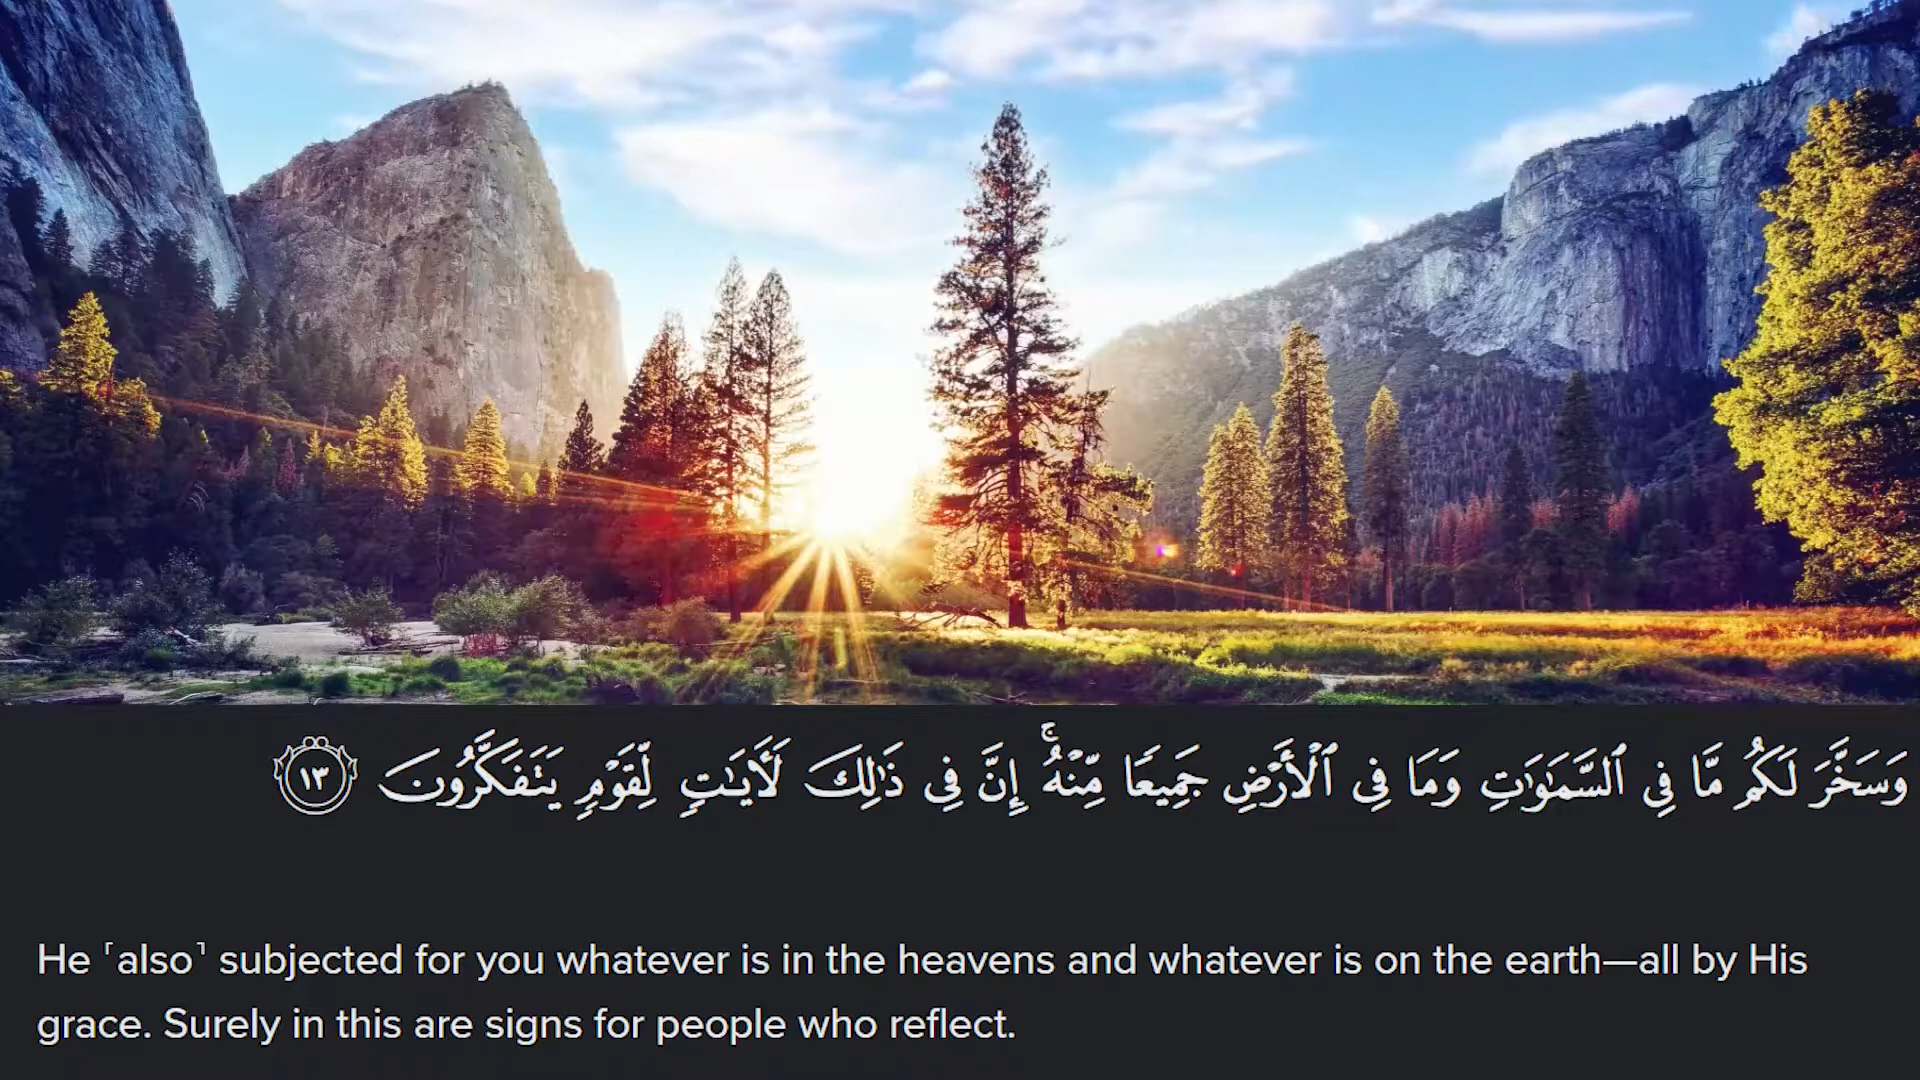 وَسَخَّرَ لَكُم مَّا فِى ٱلسَّمَـٰوَٰتِ وَمَا فِى ٱلْأَرْضِ جَمِيعًا مِّنْهُ ۚ إِنَّ فِى ذَٰلِكَ لَـَٔايَـٰتٍ لِّقَوْمٍ يَتَفَكَّرُونَ ١٣
He ˹also˺ subjected for you whatever is in the heavens and whatever is on the earth—all by His
grace. Surely in this are signs for people who reflect.